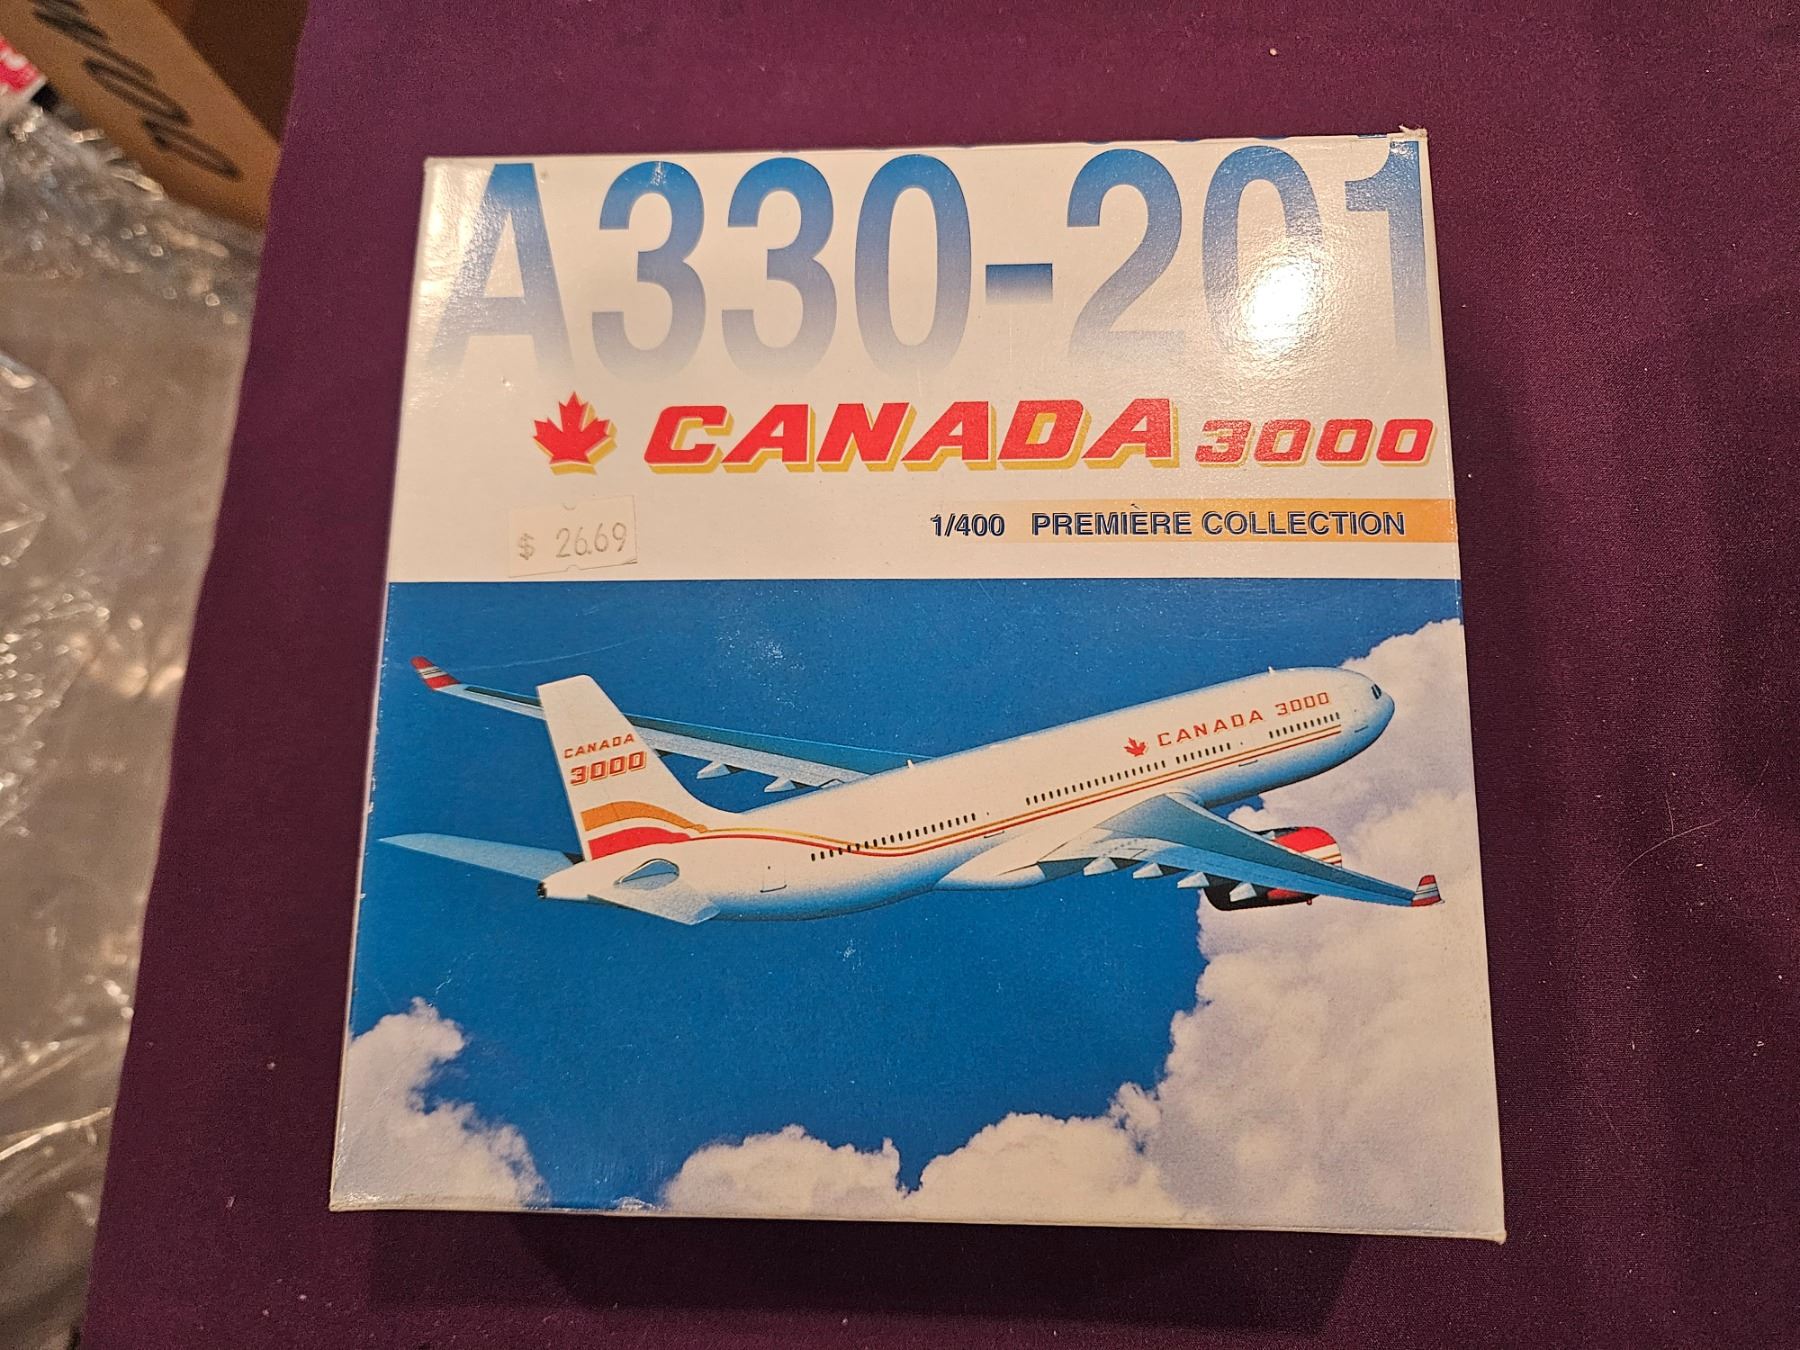 A330-201
CANADA 3000
1/400 PREMIÈRE COLLECTION
$ 26.69
CANADA 3000
CANADA
3000